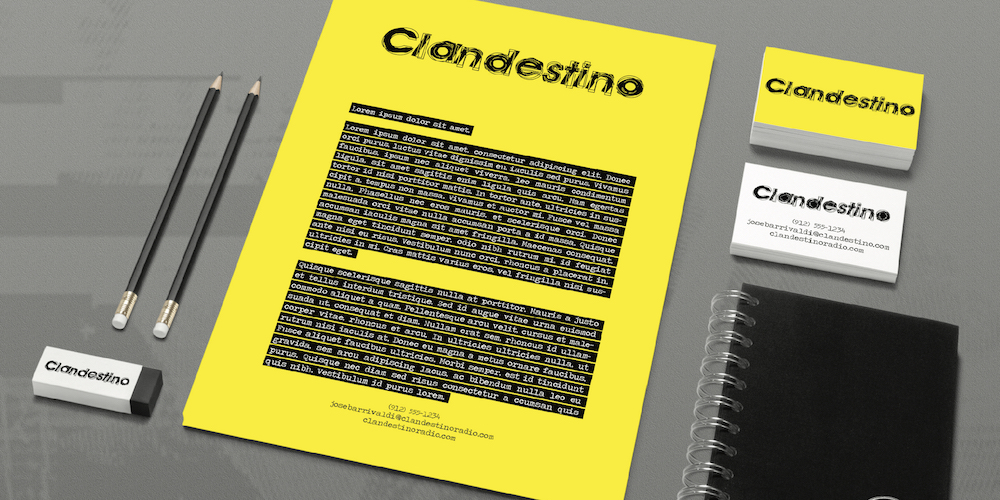 Clandestino
Lorem ipsum dolor sit amet,
Lorem ipsum dolor sit amet, consectetur adipiscing elit. Donec
orci purus, luctus vitae dignissim eu, iaculis sed purus. Vivamus
faucibus, ipsum nec aliquet viverra, leo mauris condimentum
ligula, sit amet sagittis enim ligula quis arcu. Nam egestas
tortor id nisi porttitor mattis. In tortor ante, ultricies in sus-
cipit a, tempus non massa. Vivamus et auctor mi. Fusce vel massa
nulla. Phasellus nec eros mauris, et scelerisque orci. Donec
malesuada orci vitae nulla accumsan porta a id massa. Quisque
accumsan iaculis magna sit amet fringilla. Maecenas consequat,
magna eget tincidunt semper, odio nibh rutrum mi, id feugiat
ante nisi eu risus. Vestibulum nunc orci, rhoncus a placerat in,
ultricies in mi. Cras mattis varius eros, vel fringilla nisi sus-
cipit eget.
Quisque scelerisque sagittis nulla at porttitor. Mauris a justo
et tellus interdum tristique. Sed id augue vitae urna euismod
commodo aliquet a quam. Pellentesque arcu velit, cursus et male-
suada ut, consequat et diam. Nullam erat sem, rhoncus id ullam-
corper vitae, rhoncus et arcu. In ultricies ultricies nulla, ut
rutrum nisi iaculis at. Donec eu magna a metus ornare faucibus.
Fusce aliquet faucibus ultricies. Morbi semper, est id tincidunt
gravida, sem arcu adipiscing lacus, ac bibendum nulla leo eu
purus. Quisque nec diam sed risus consectetur a ccumsan quis
quis nibh. Vestibulum id purus lorem.
(912) 555-1234
josebarrivaldi@clandestinoradio.com
clandestinoradio.com
Clandestino
Clandestino
(912) 555-1234
josebarrivaldi@clandestino.com
clandestinoradio.com
Clandestino